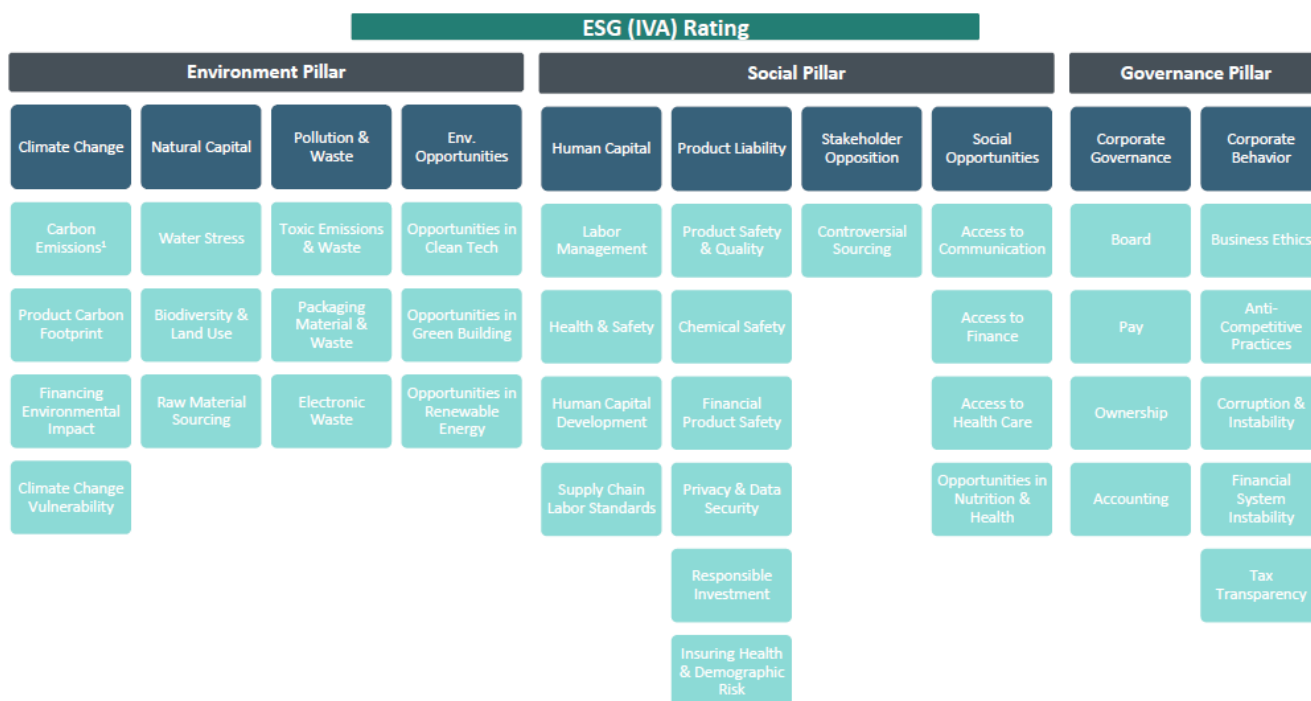 ESG (IVA) Rating
Environment Pillar
Social Pillar
Governance Pillar
Climate Change
Natural Capital
Pollution &
Waste
Env.
Opportunities
Human Capital
Product Liability
Stakeholder
Opposition
Social
Opportunities
Corporate
Governance
Corporate
Behavior
Carbon
Emissions¹
Water Stress
Toxic Emissions
& Waste
Opportunities in
Clean Tech
Labor
Management
Product Safety
& Quality
Controversial
Sourcing
Access to
Communication
Board
Business Ethics
Product Carbon
Footprint
Biodiversity &
Land Use
Packaging
Material &
Waste
Opportunities in
Green Building
Health & Safety
Chemical Safety
Access to
Finance
Pay
Anti-
Competitive
Practices
Financing
Environmental
Impact
Raw Material
Sourcing
Electronic
Waste
Opportunities in
Renewable
Energy
Human Capital
Development
Financial
Product Safety
Access to
Health Care
Ownership
Corruption &
Instability
Climate Change
Vulnerability
Supply Chain
Labor Standards
Privacy & Data
Security
Opportunities in
Nutrition &
Health
Accounting
Financial
System
Instability
Responsible
Investment
Tax
Transparency
Insuring Health
& Demographic
Risk